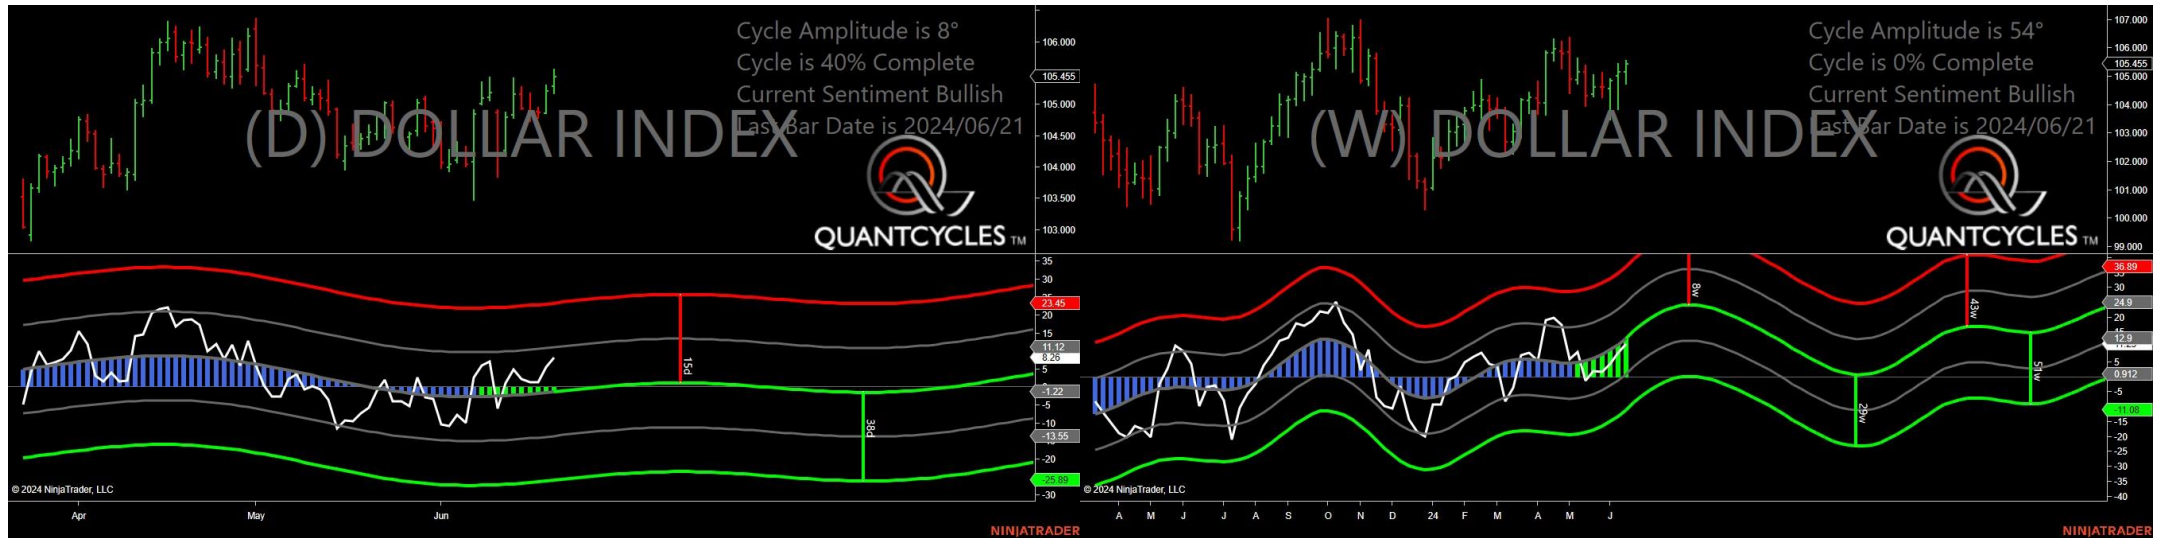 Cycle Amplitude is 8°
Cycle is 40% Complete
Current Sentiment Bullish
Last Bar Date is 2024/06/21
(D) DOLLAR INDEX
QUANTCYCLES TM
106.000
105.455
105.000
104.500
104.000
103.500
103.000
35
30
23.45
20
15
11.12
8.26
-1.22
-5
-10
-13.55
-20
-25.89
-30
15d
38d
© 2024 NinjaTrader, LLC
Apr May Jun
NINJATRADER
Cycle Amplitude is 54°
Cycle is 0% Complete
Current Sentiment Bullish
Last Bar Date is 2024/06/21
(W) DOLLAR INDEX
QUANTCYCLES TM
107.000
106.000
105.455
105.000
104.000
103.000
102.000
101.000
100.000
99.000
36.89
35
30
24.9
20
12.9
5
0.912
-5
-11.08
-15
-20
-25
-30
-35
-40
8w
29w
43w
51w
© 2024 NinjaTrader, LLC
A M J J A S O N D 24 F M A M J
NINJATRADER